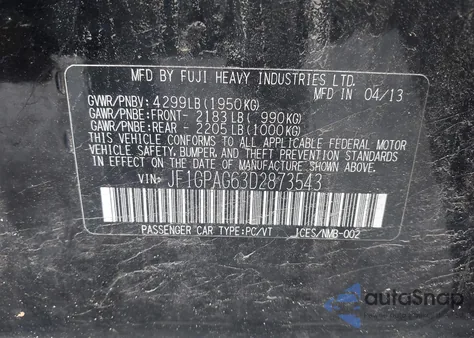 MFD BY FUJI HEAVY INDUSTRIES LTD.
IN 04/13
GVWR/PNBV: 4299LB(1950KG)
GAWR/PNBE:FRONT- 2183LB( 990KG)
GAWR/PNBE:REAR - 2205LB(1000KG)
THIS VEHICLE CONFORMS TO ALL APPLICABLE FEDERAL MOTOR
VEHICLE SAFETY, BUMPER, AND THEFT PREVENTION STANDARDS
IN EFFECT ON THE DATE OF MANUFACTURE SHOWN ABOVE.
VIN: JF1GPAG63D2873543
PASSENGER CAR TYPE:PC/VT ICES/NMB-002
autoSnap